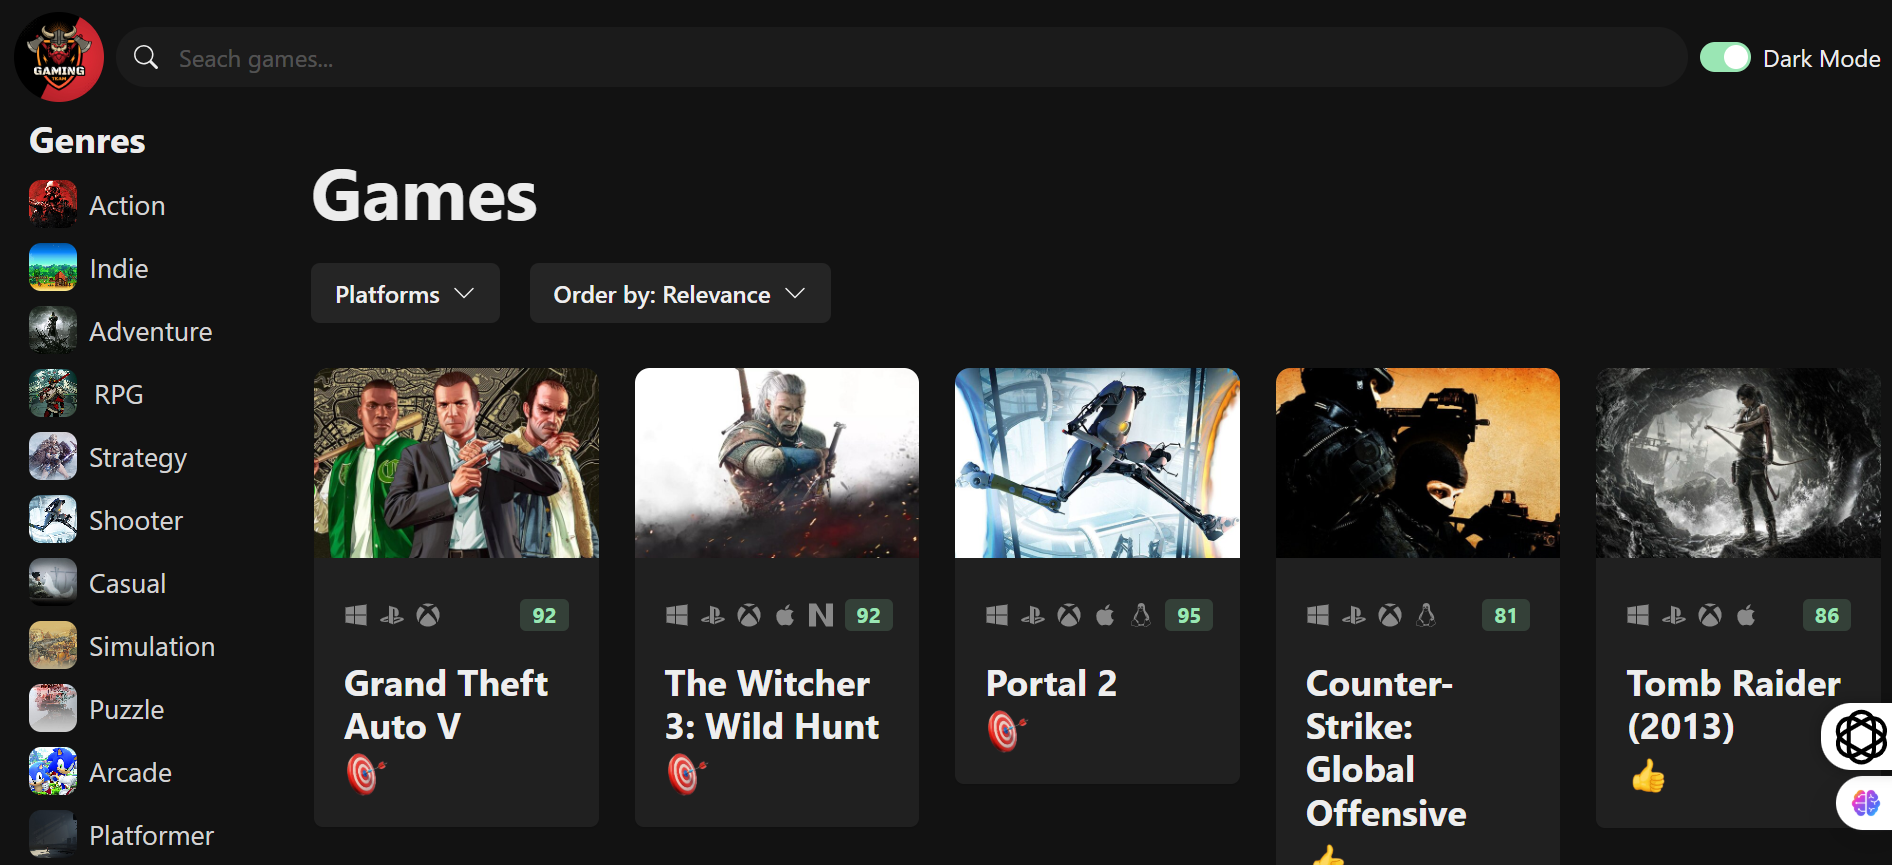 GAMING
TEAM
Seach games...
Dark Mode
Genres
Action
Indie
Adventure
RPG
Strategy
Shooter
Casual
Simulation
Puzzle
Arcade
Platformer
Games
Platforms
Order by: Relevance
92
Grand Theft
Auto V
92
The Witcher
3: Wild Hunt
95
Portal 2
81
Counter-
Strike:
Global
Offensive
86
Tomb Raider
(2013)